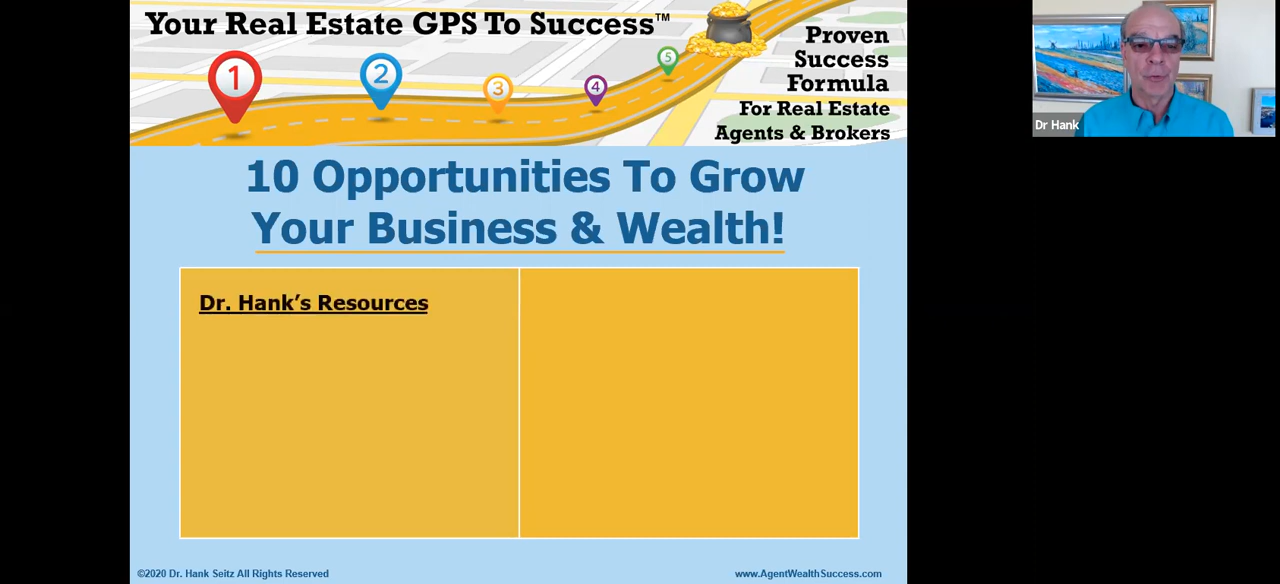 Your Real Estate GPS To Success™
1
2
3
4
5
Proven
Success
Formula
For Real Estate
Agents & Brokers
Dr Hank
10 Opportunities To Grow
Your Business & Wealth!
Dr. Hank’s Resources
©2020 Dr. Hank Seitz All Rights Reserved
www.AgentWealthSuccess.com